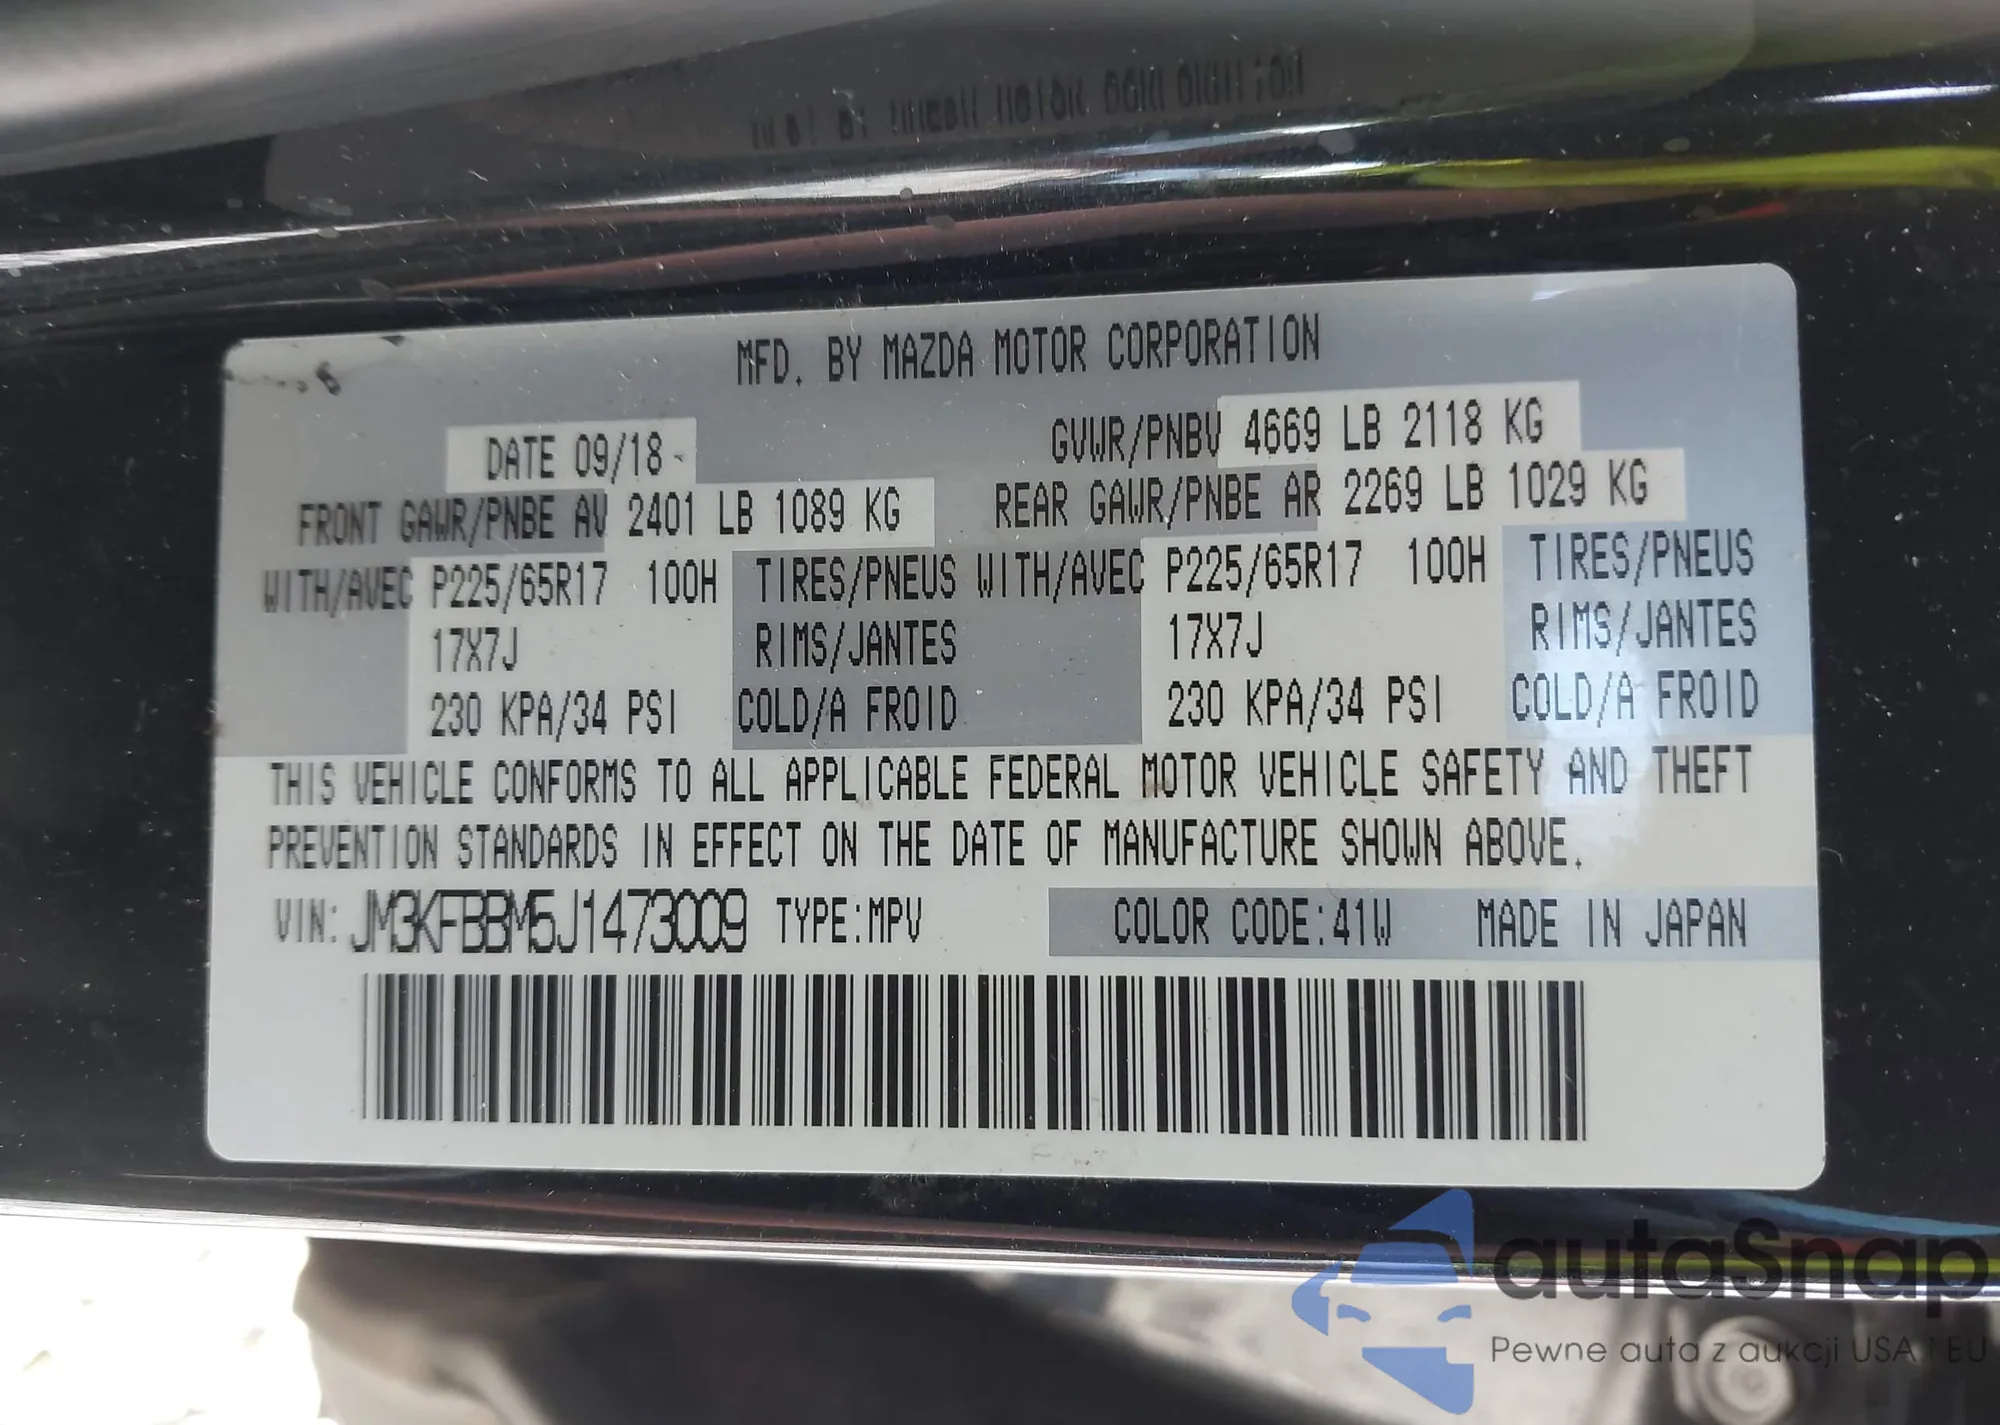 MFD. BY MAZDA MOTOR CORPORATION
DATE 09/18
GVWR/PNBV 4669 LB 2118 KG
FRONT GAWR/PNBE AV 2401 LB 1089 KG
REAR GAWR/PNBE AR 2269 LB 1029 KG
WITH/AVEC P225/65R17 100H TIRES/PNEUS WITH/AVEC P225/65R17 100H TIRES/PNEUS
17X7J RIMS/JANTES 17X7J RIMS/JANTES
230 KPA/34 PSI COLD/A FROID 230 KPA/34 PSI COLD/A FROID
THIS VEHICLE CONFORMS TO ALL APPLICABLE FEDERAL MOTOR VEHICLE SAFETY AND THEFT
PREVENTION STANDARDS IN EFFECT ON THE DATE OF MANUFACTURE SHOWN ABOVE.
VIN: JM3KFBBM5J1473009 TYPE:MPV COLOR CODE:41W MADE IN JAPAN
autaSnap
Pewne auta z aukcji USA i EU